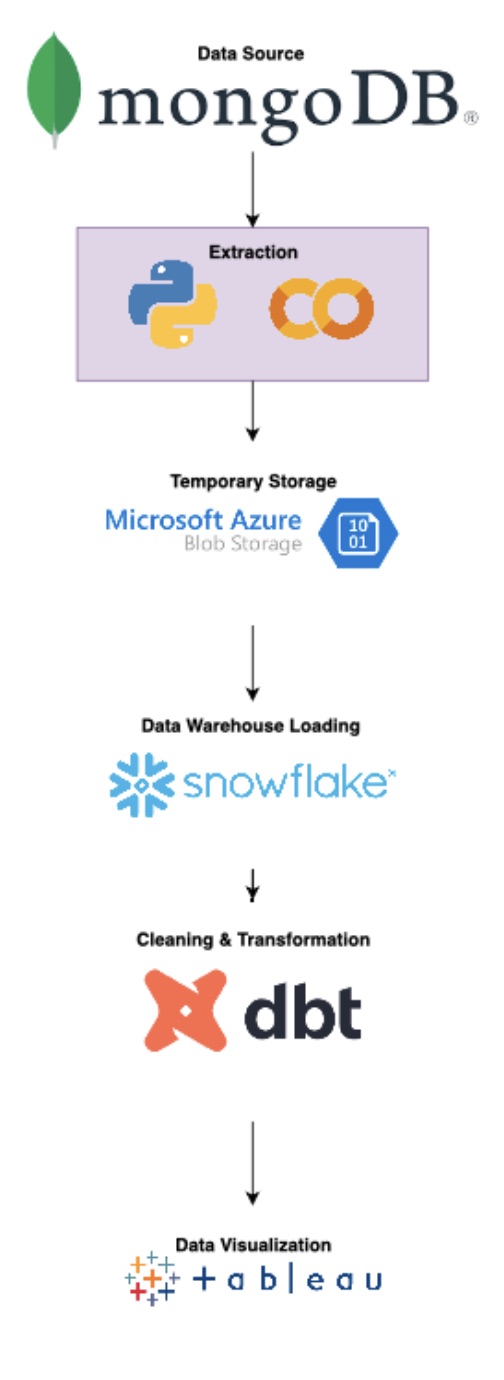 Data Source
mongoDB®
Extraction
Temporary Storage
Microsoft Azure
Blob Storage
10
01
Data Warehouse Loading
snowflake
Cleaning & Transformation
dbt
Data Visualization
+ableau